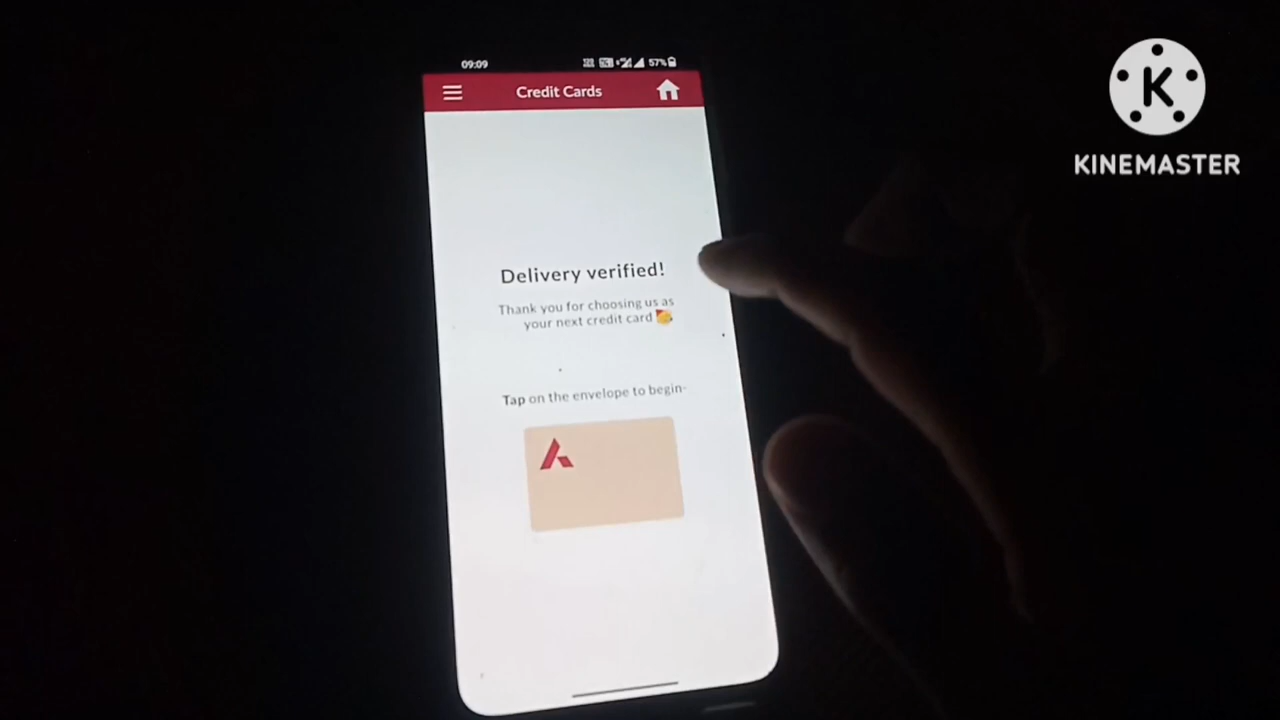 09:09
57%
Credit Cards
Delivery verified!
Thank you for choosing us as
your next credit card
Tap on the envelope to begin-
K
KINEMASTER